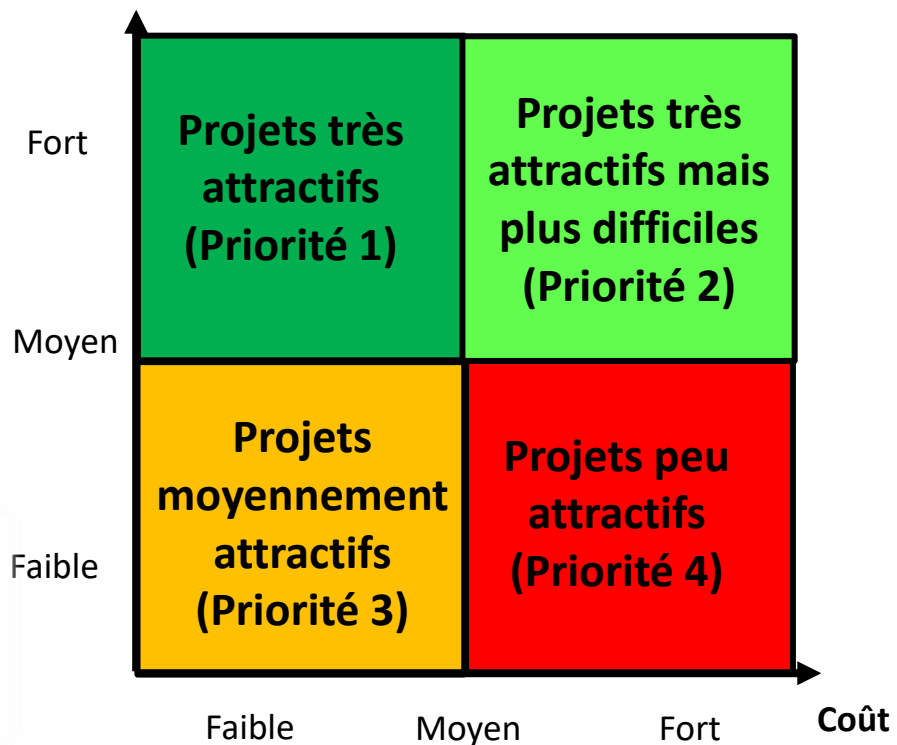 Fort
Moyen
Faible
Projets très
attractifs
(Priorité 1)
Projets très
attractifs mais
plus difficiles
(Priorité 2)
Projets
moyennement
attractifs
(Priorité 3)
Projets peu
attractifs
(Priorité 4)
Faible
Moyen
Fort
Coût